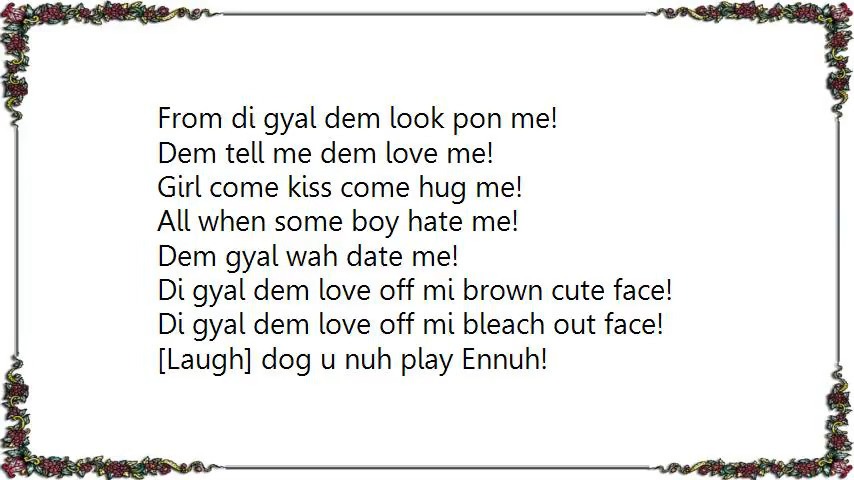 From di gyal dem look pon me!
Dem tell me dem love me!
Girl come kiss come hug me!
All when some boy hate me!
Dem gyal wah date me!
Di gyal dem love off mi brown cute face!
Di gyal dem love off mi bleach out face!
[Laugh] dog u nuh play Ennuh!